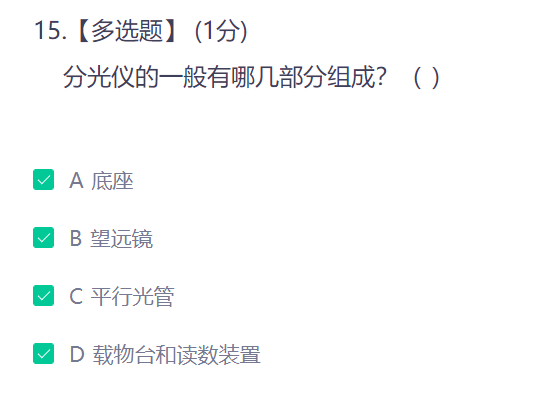 15.【多选题】 (1分)
分光仪的一般有哪几部分组成？（ ）
A 底座
B 望远镜
C 平行光管
D 载物台和读数装置